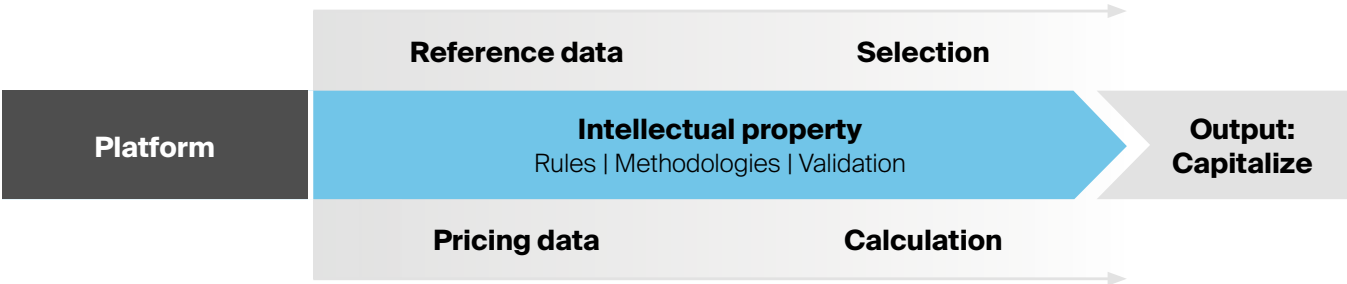 Reference data
Selection
Platform
Intellectual property
Rules | Methodologies | Validation
Output:
Capitalize
Pricing data
Calculation